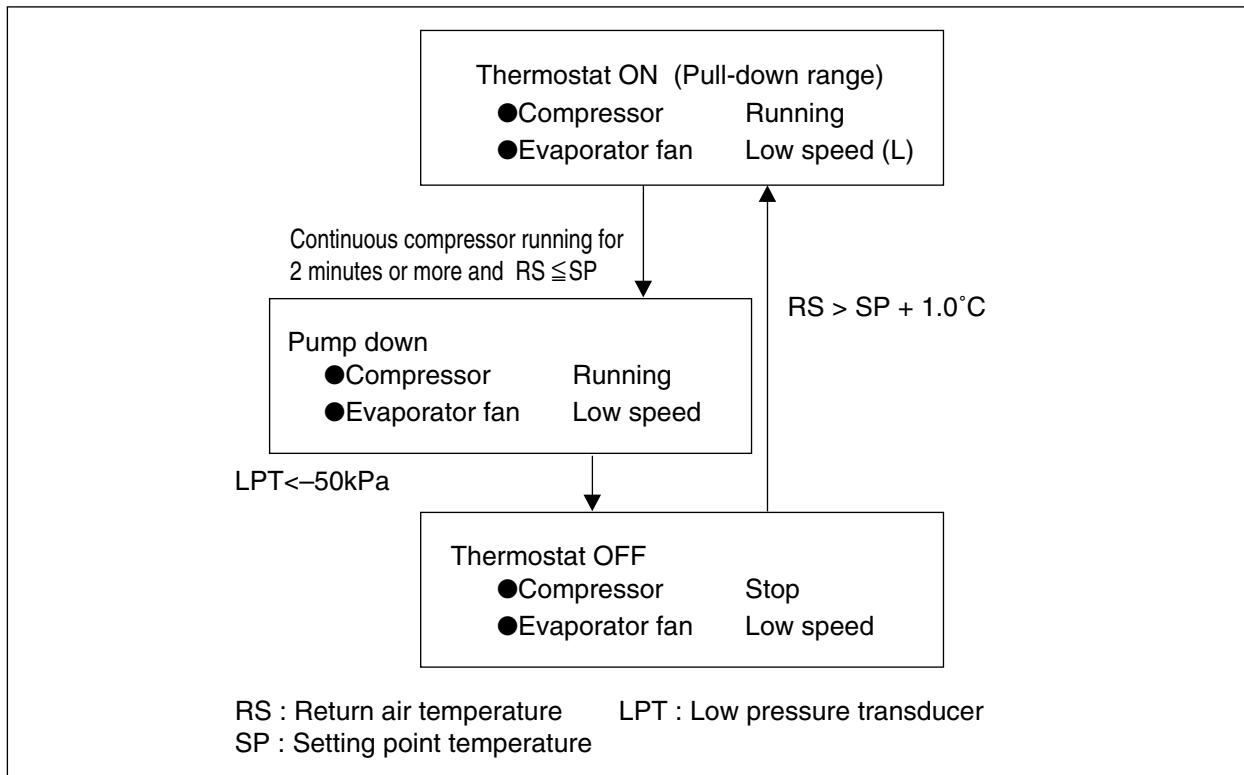 Thermostat ON (Pull-down range)
●Compressor Running
●Evaporator fan Low speed (L)
Continuous compressor running for
2 minutes or more and RS ≦SP
RS > SP + 1.0˚C
Pump down
●Compressor Running
●Evaporator fan Low speed
LPT<–50kPa
Thermostat OFF
●Compressor Stop
●Evaporator fan Low speed
RS : Return air temperature LPT : Low pressure transducer
SP : Setting point temperature